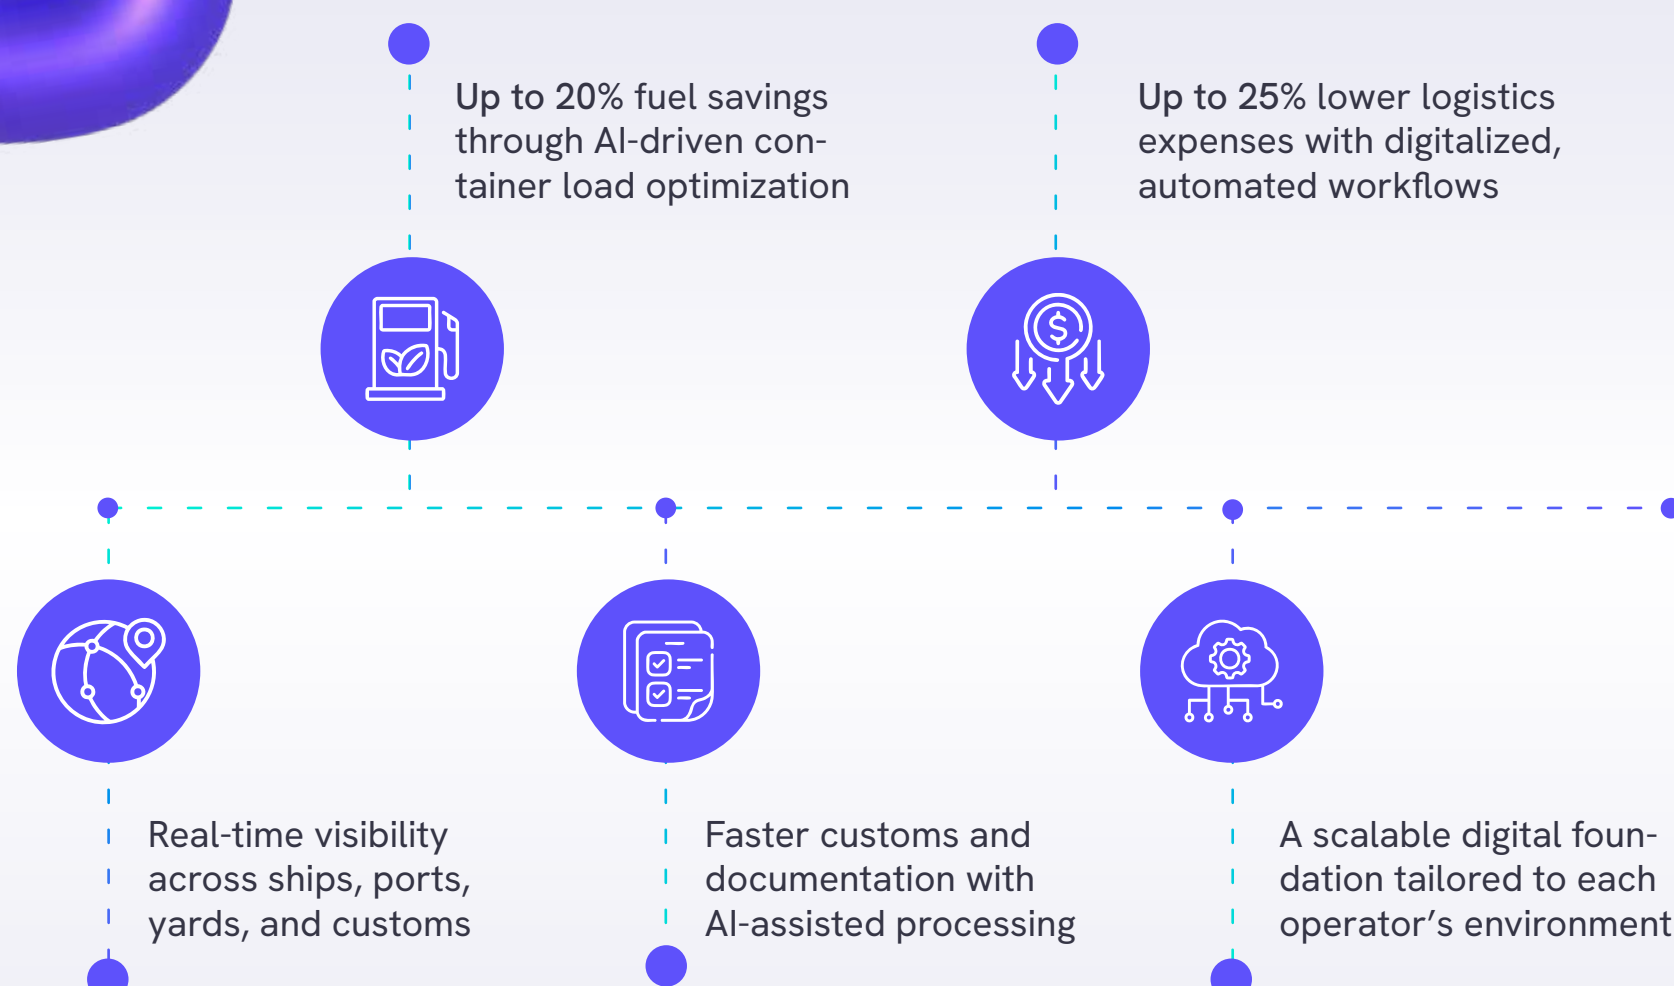 Up to 20% fuel savings
through AI-driven con-
tainer load optimization
Up to 25% lower logistics
expenses with digitalized,
automated workflows
$
Real-time visibility
across ships, ports,
yards, and customs
Faster customs and
documentation with
AI-assisted processing
A scalable digital foun-
dation tailored to each
operator’s environment